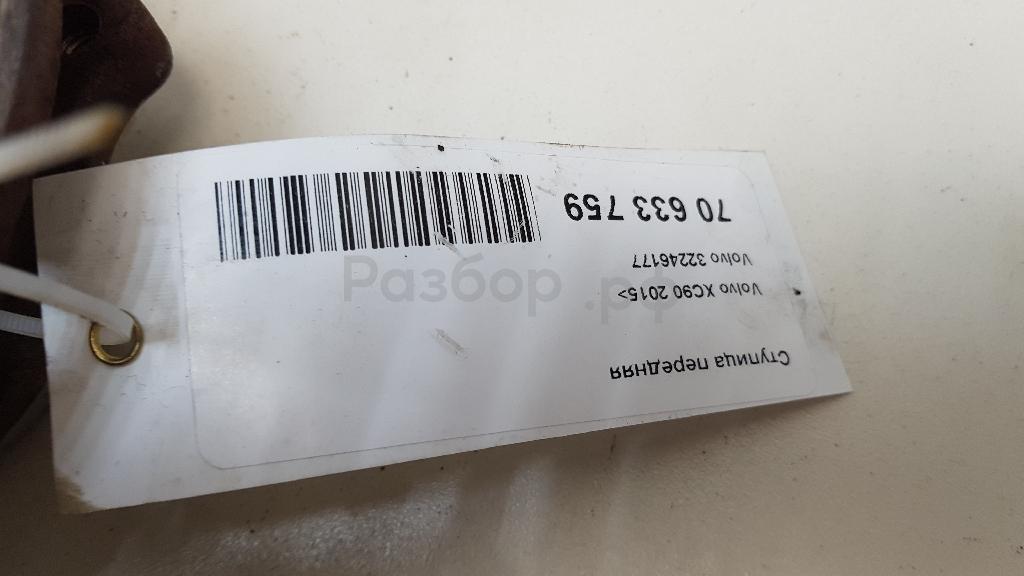 Ступица передняя
Volvo XC90 2015>
Volvo 32246177
70 633 759
Разбор.рф